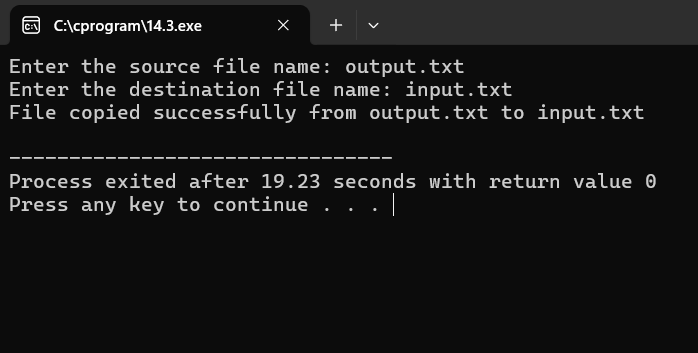 C:\cprogram\14.3.exe
Enter the source file name: output.txt
Enter the destination file name: input.txt
File copied successfully from output.txt to input.txt
--------------------------------
Process exited after 19.23 seconds with return value 0
Press any key to continue . . .